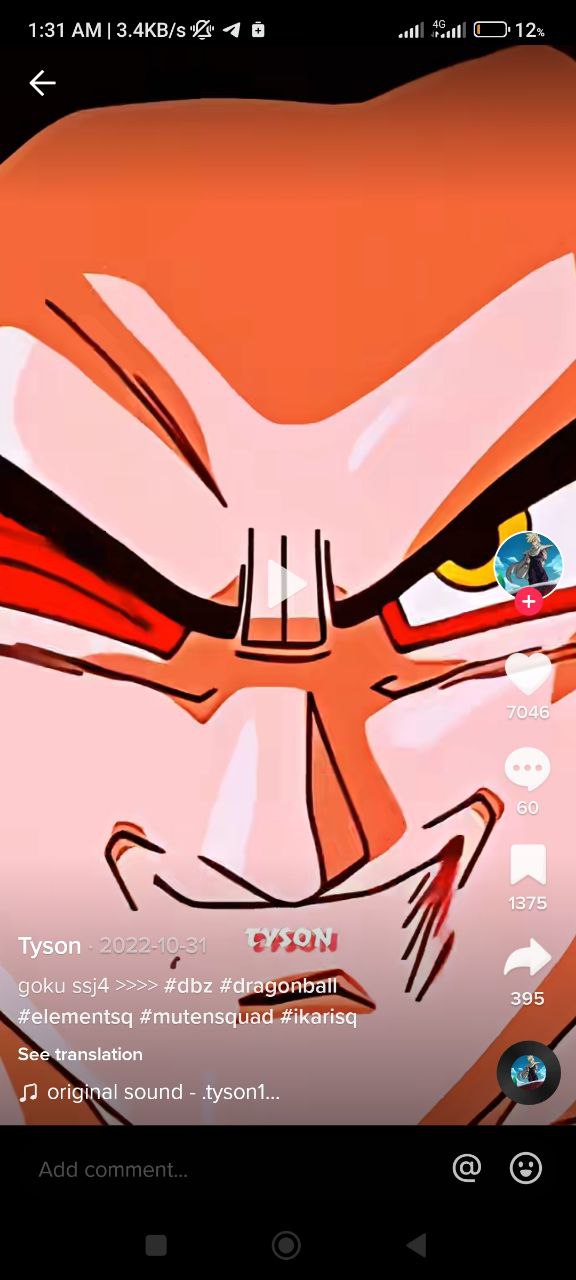 1:31 AM | 3.4KB/s 4G 12%
7046
60
1375
395
TYSON
Tyson · 2022-10-31
goku ssj4 >>>> #dbz #dragonball
#elementsq #mutensquad #ikarisq
See translation
original sound - .tyson1...
Add comment... @